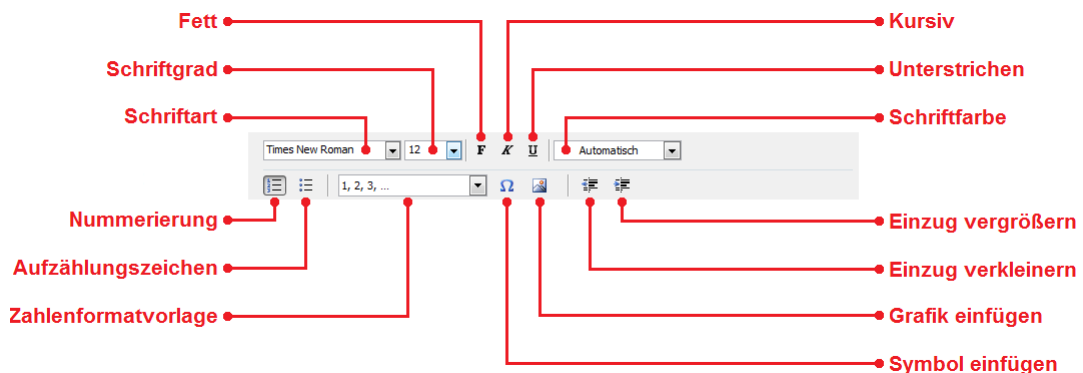 Fett
Kursiv
Schriftgrad
Unterstrichen
Schriftart
Schriftfarbe
Times New Roman 12 F K U Automatisch
1, 2, 3, ... Ω
Nummerierung
Einzug vergrößern
Aufzählungszeichen
Einzug verkleinern
Zahlenformatvorlage
Grafik einfügen
Symbol einfügen